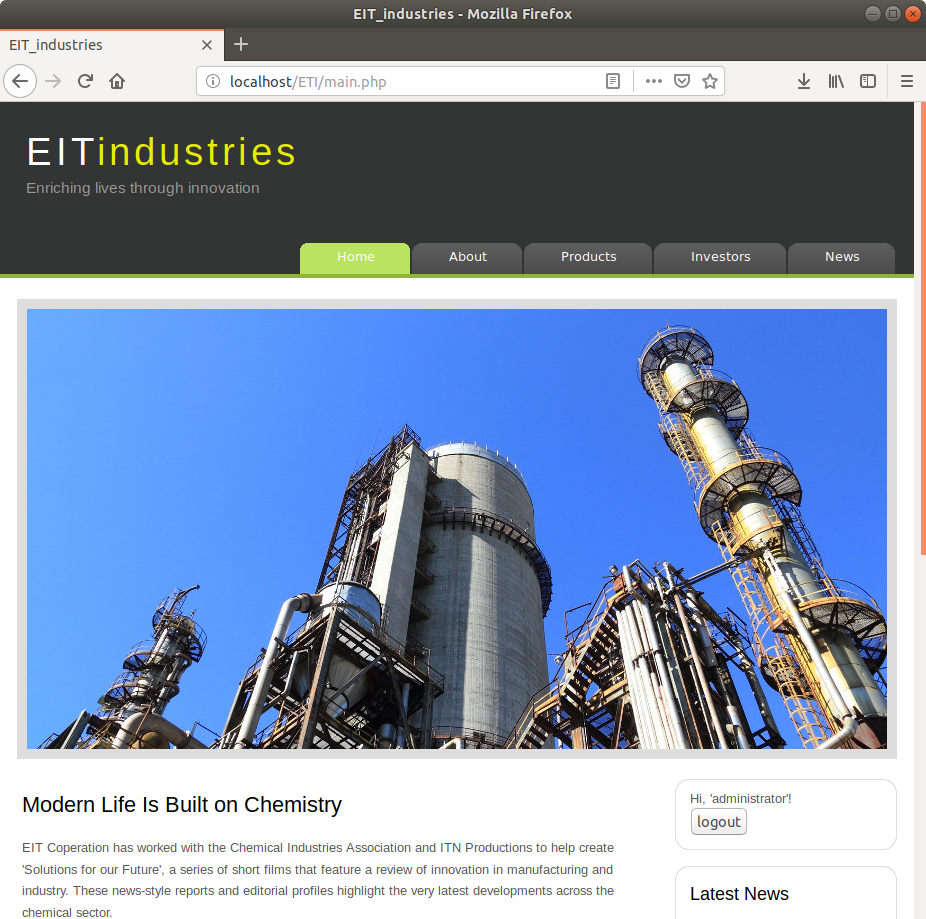 EIT_industries - Mozilla Firefox
EIT_industries
localhost/ETI/main.php
EITindustries
Enriching lives through innovation
Home
About
Products
Investors
News
Modern Life Is Built on Chemistry
EIT Coperation has worked with the Chemical Industries Association and ITN Productions to help create
'Solutions for our Future', a series of short films that feature a review of innovation in manufacturing and
industry. These news-style reports and editorial profiles highlight the very latest developments across the
chemical sector.
Hi, 'administrator'!
logout
Latest News